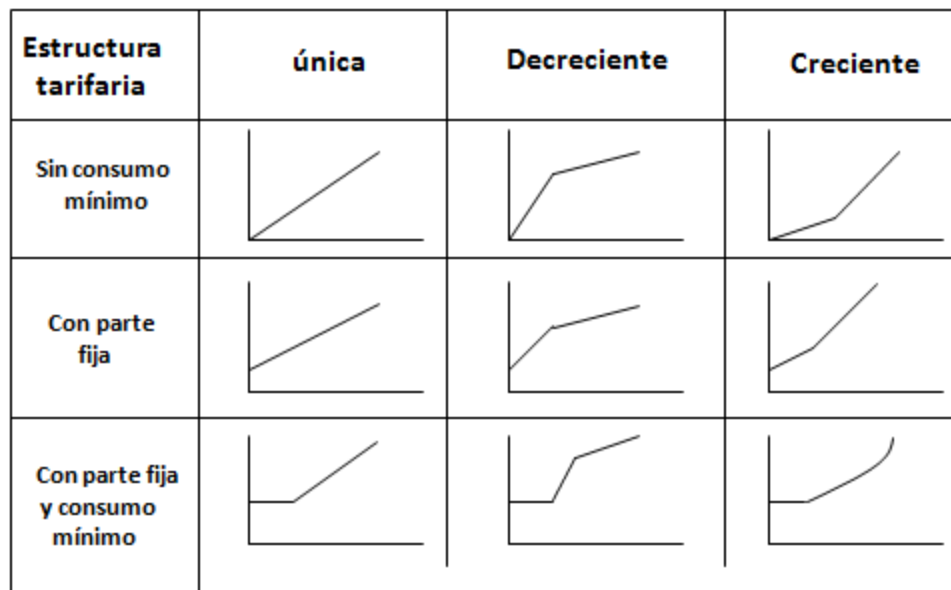 Estructura
tarifaria
única
Decreciente
Creciente
Sin consumo
mínimo
Con parte
fija
Con parte fija
y consumo
mínimo